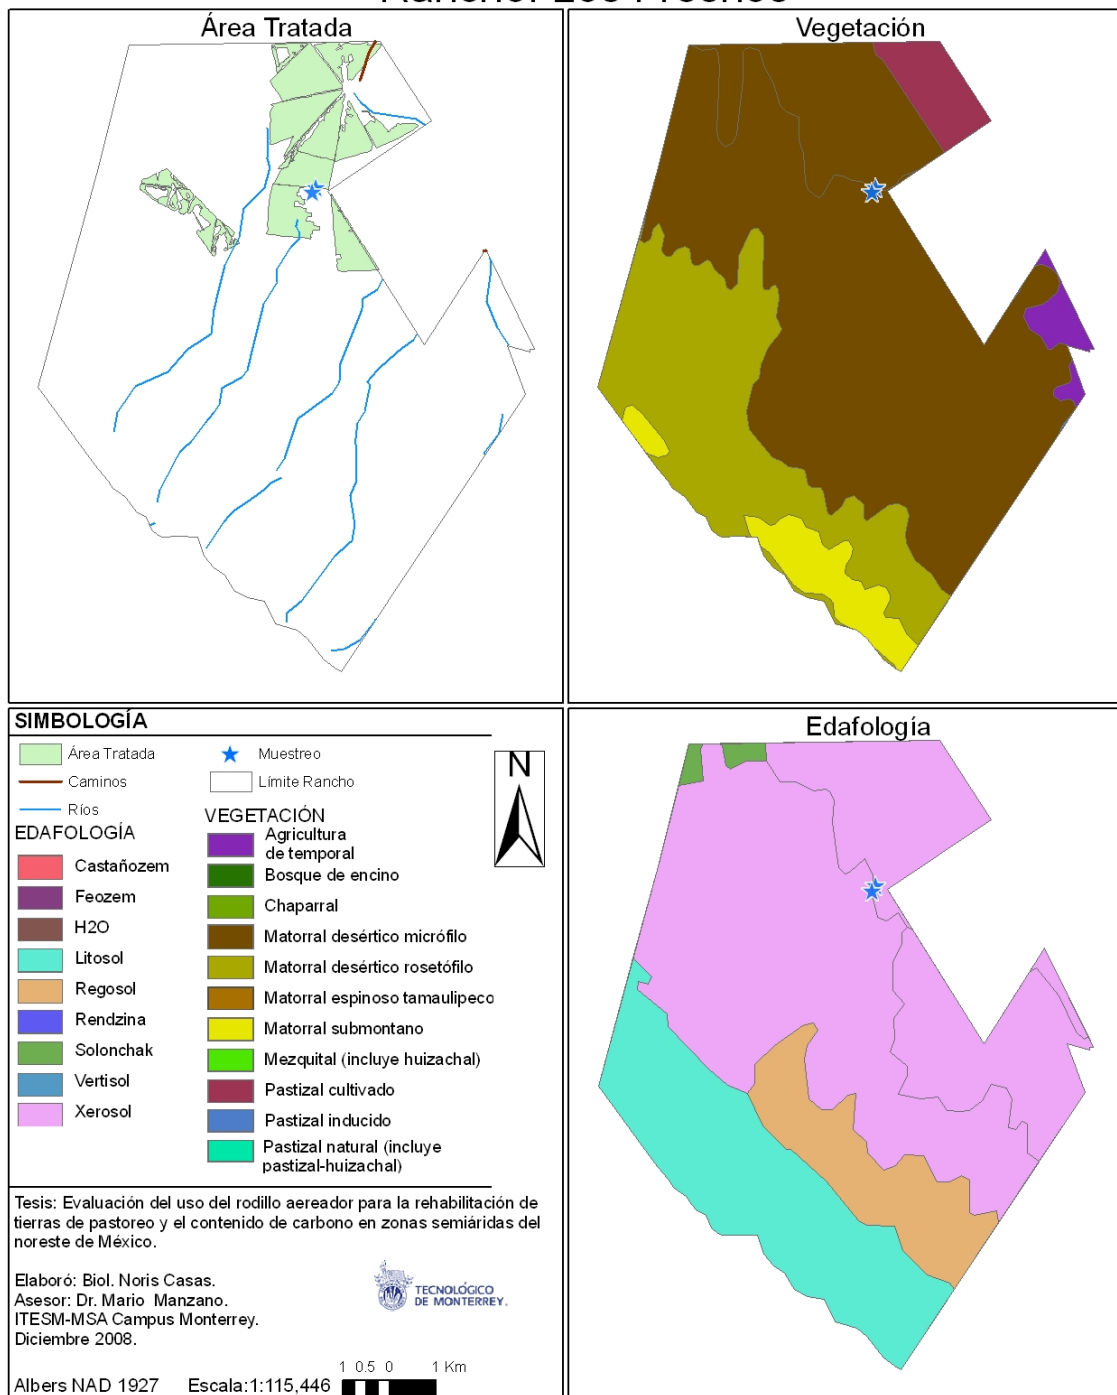 Rancho: Los Fresnos
Área Tratada
Vegetación
SIMBOLOGÍA
Área Tratada
Caminos
Ríos
EDAFOLOGÍA
Castañozem
Feozem
H2O
Litosol
Regosol
Rendzina
Solonchak
Vertisol
Xerosol
Muestreo
Límite Rancho
VEGETACIÓN
Agricultura
de temporal
Bosque de encino
Chaparral
Matorral desértico micrófilo
Matorral desértico rosetófilo
Matorral espinoso tamaulipeco
Matorral submontano
Mezquital (incluye huizachal)
Pastizal cultivado
Pastizal inducido
Pastizal natural (incluye
pastizal-huizachal)
N
Edafología
Tesis: Evaluación del uso del rodillo aereador para la rehabilitación de
tierras de pastoreo y el contenido de carbono en zonas semiáridas del
noreste de México.
Elaboró: Biol. Noris Casas.
Asesor: Dr. Mario Manzano.
ITESM-MSA Campus Monterrey.
Diciembre 2008.
TECNOLÓGICO
DE MONTERREY.
Albers NAD 1927 Escala:1:115,446
1 0.5 0 1 Km